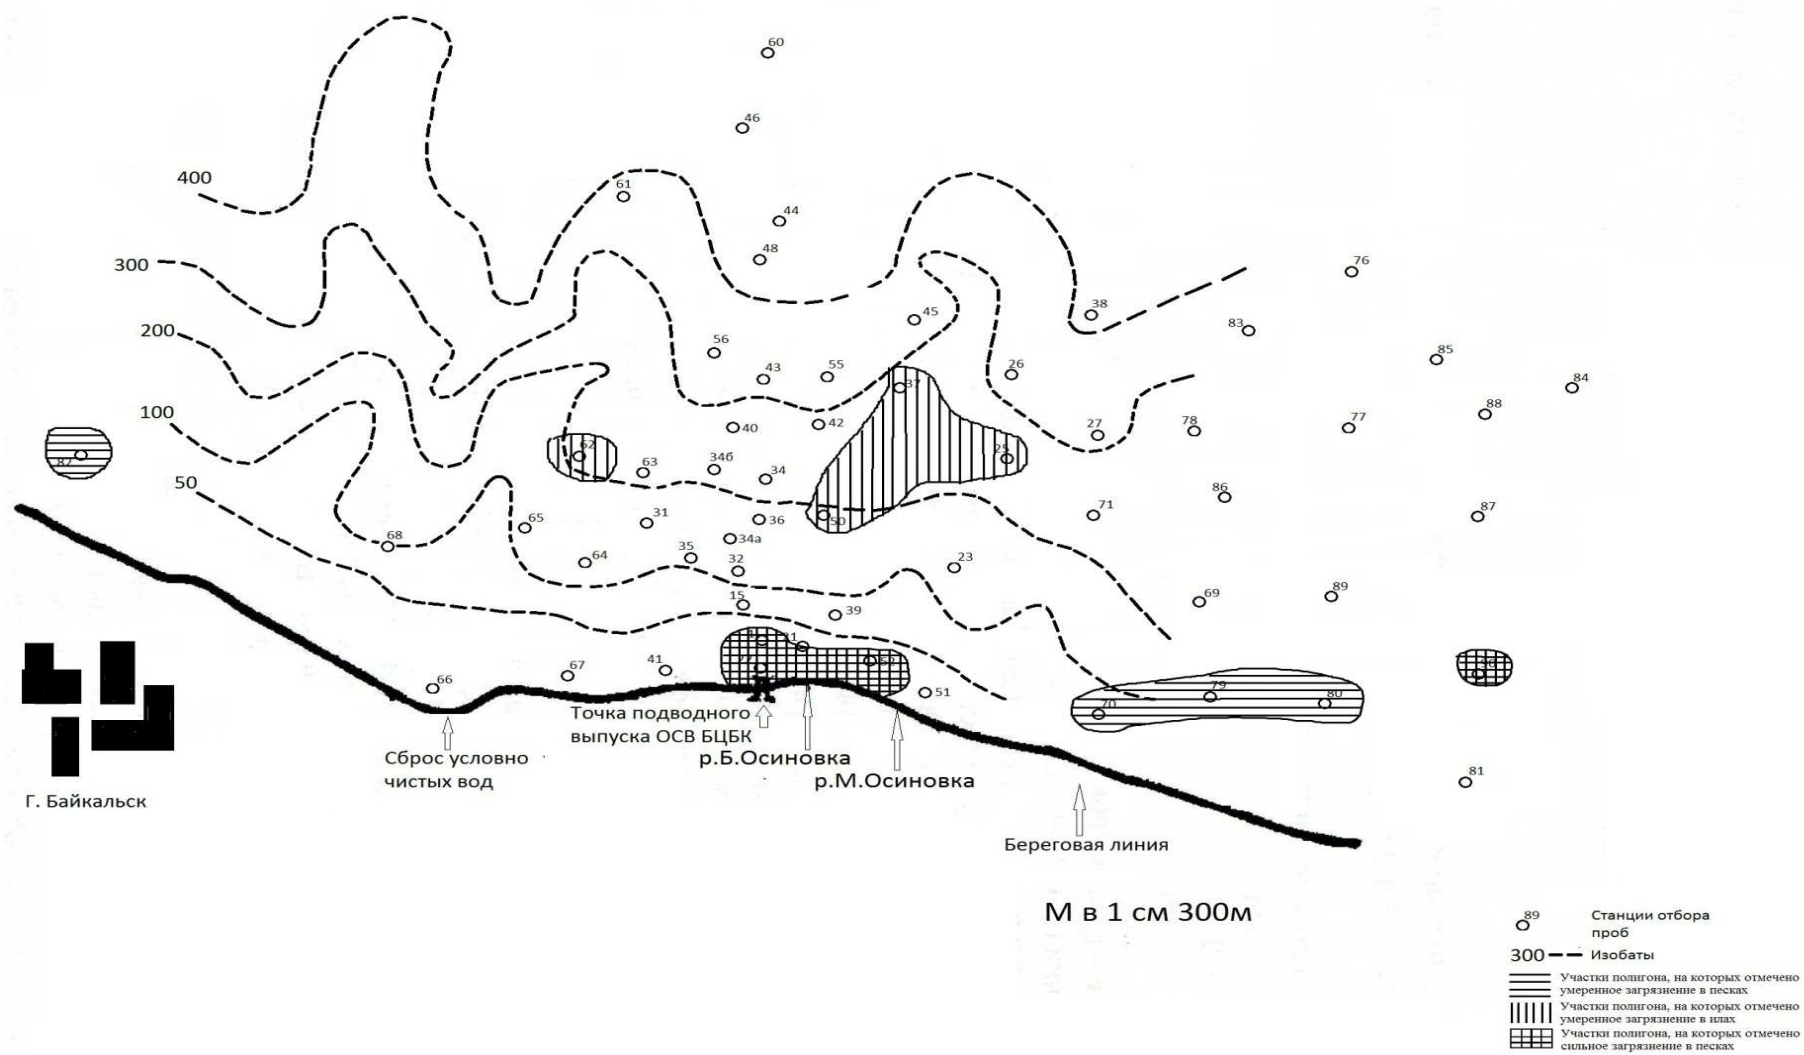 60
46
400
61
44
48
300
76
38
45
83
200
56
85
43
55
26
84
37
88
100
77
78
27
40
42
62
25
82
34б
63
34
50
86
71
87
50
31
36
65
68
34а
35
64
32
23
89
69
15
39
52
67
41
79
66
51
80
70
Точка подводного
выпуска ОСВ БЦБК
Сброс условно
чистых вод
р.Б.Осиновка
р.М.Осиновка
81
Г. Байкальск
Береговая линия
М в 1 см 300м
89 Станции отбора
проб
300 Изобаты
Участки полигона, на которых отмечено
умеренное загрязнение в песках
Участки полигона, на которых отмечено
умеренное загрязнение в илах
Участки полигона, на которых отмечено
сильное загрязнение в песках